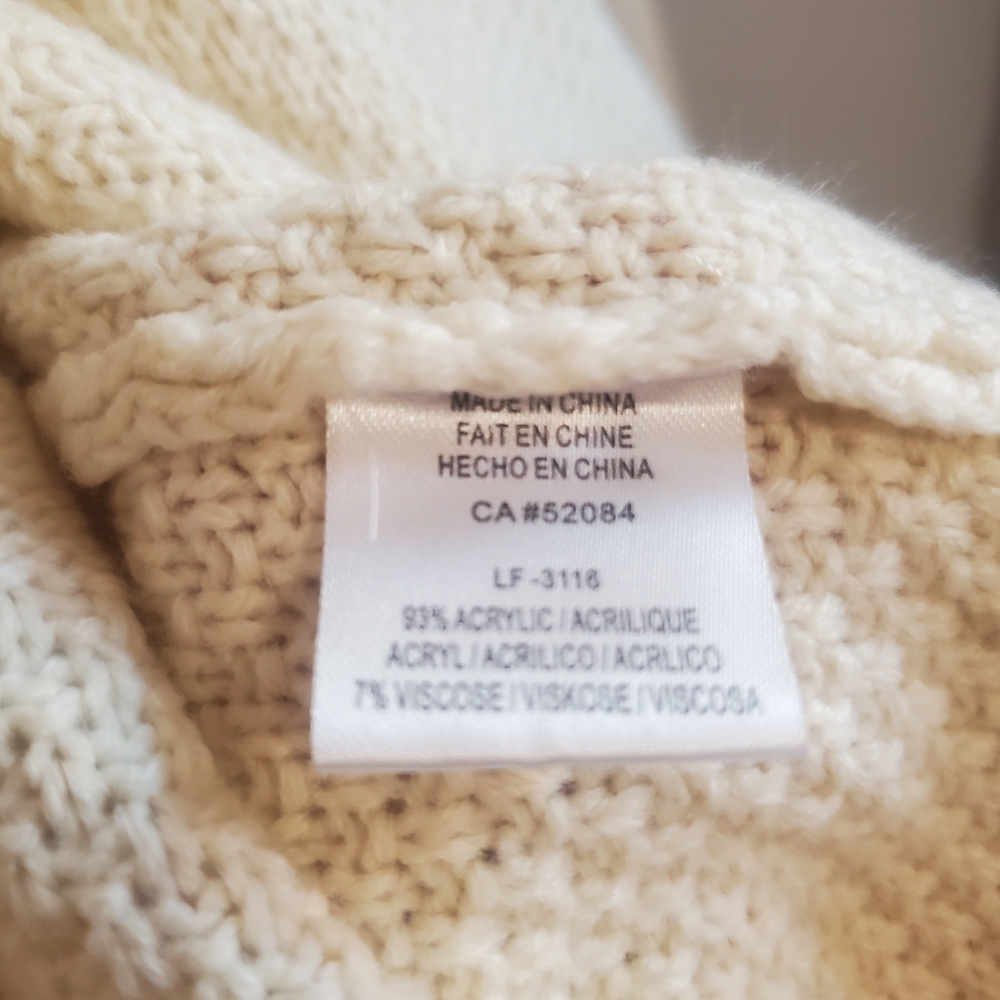 MADE IN CHINA
FAIT EN CHINE
HECHO EN CHINA
CA#52084
LF-3116
93% ACRYLIC / ACRILIQUE
ACRYL / ACRILICO / ACRLICO
7% VISCOSE / VISKOSE / VISCOSA